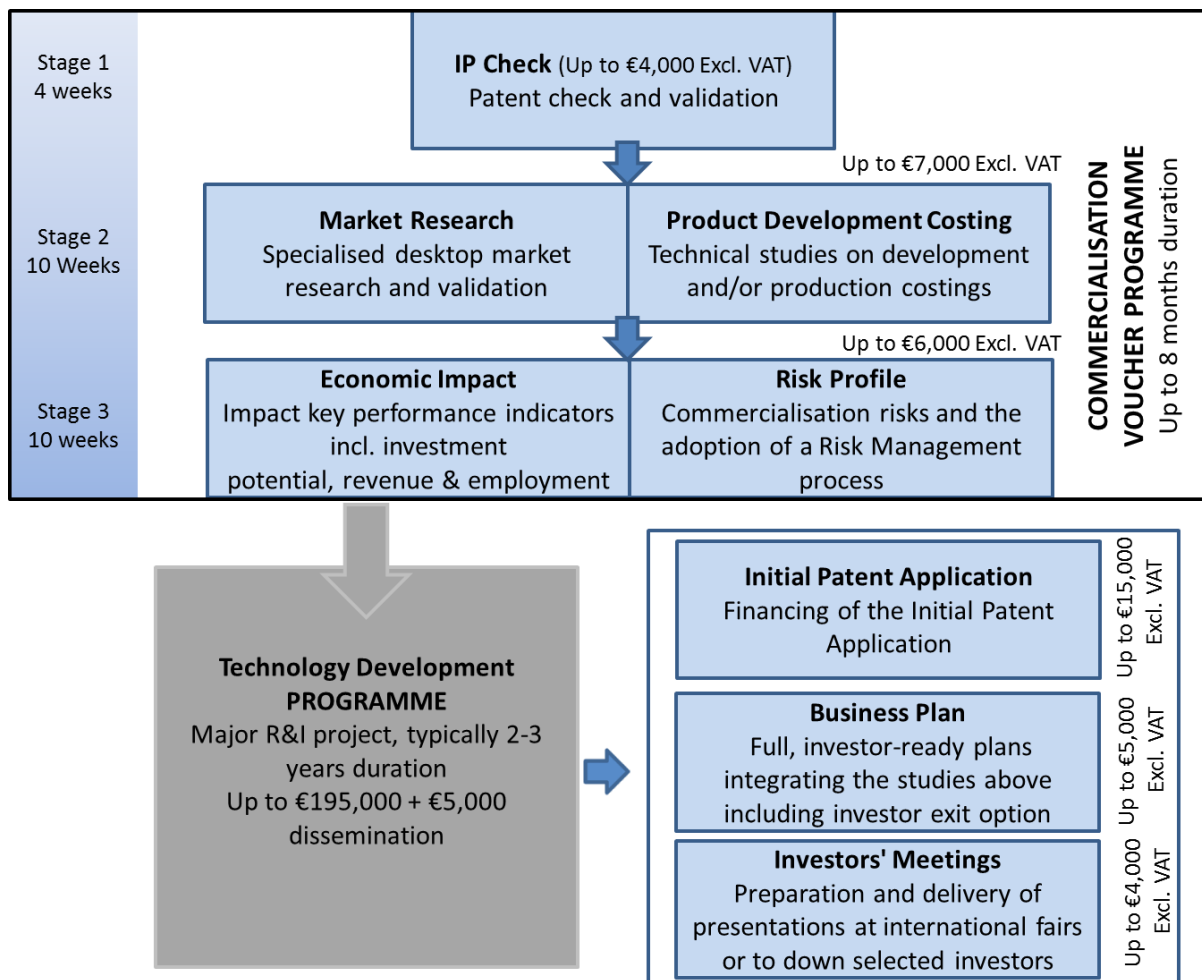 Stage 1
4 weeks
IP Check (Up to €4,000 Excl. VAT)
Patent check and validation
Up to €7,000 Excl. VAT
Stage 2
10 Weeks
Market Research
Specialised desktop market
research and validation
Product Development Costing
Technical studies on development
and/or production costings
Up to €6,000 Excl. VAT
Stage 3
10 weeks
Economic Impact
Impact key performance indicators
incl. investment
potential, revenue & employment
Risk Profile
Commercialisation risks and the
adoption of a Risk Management
process
COMMERCIALISATION
VOUCHER PROGRAMME
Up to 8 months duration
Technology Development
PROGRAMME
Major R&I project, typically 2-3
years duration
Up to €195,000 + €5,000
dissemination
Initial Patent Application
Financing of the Initial Patent
Application
Up to €15,000
Excl. VAT
Business Plan
Full, investor-ready plans
integrating the studies above
including investor exit option
Up to €5,000
Excl. VAT
Investors' Meetings
Preparation and delivery of
presentations at international fairs
or to down selected investors
Up to €4,000
Excl. VAT